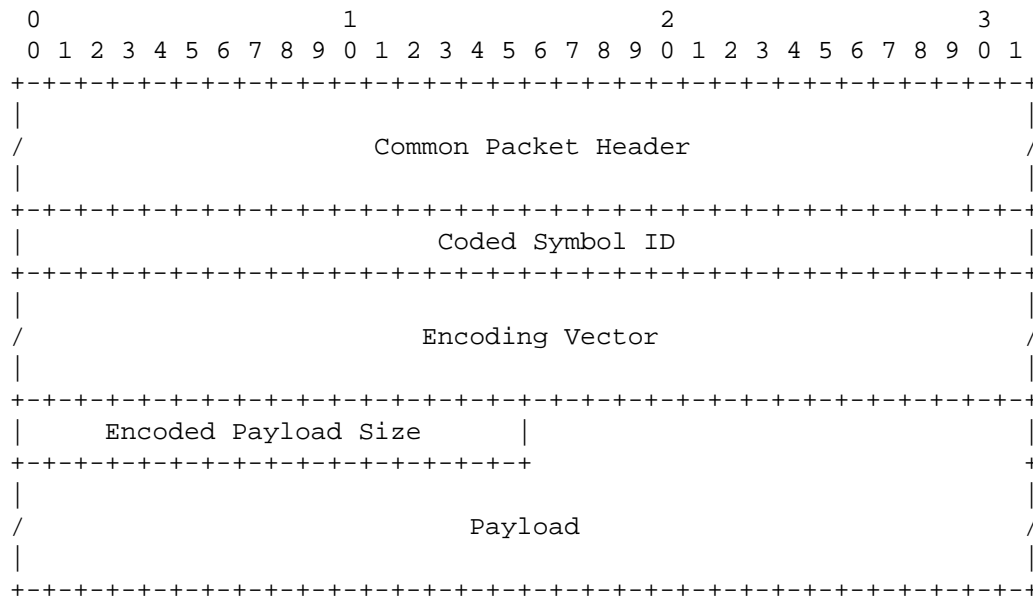 0                   1                   2                   3
 0 1 2 3 4 5 6 7 8 9 0 1 2 3 4 5 6 7 8 9 0 1 2 3 4 5 6 7 8 9 0 1
+-+-+-+-+-+-+-+-+-+-+-+-+-+-+-+-+-+-+-+-+-+-+-+-+-+-+-+-+-+-+-+-+
|                                                               |
/                      Common Packet Header                     /
|                                                               |
+-+-+-+-+-+-+-+-+-+-+-+-+-+-+-+-+-+-+-+-+-+-+-+-+-+-+-+-+-+-+-+-+
|                          Coded Symbol ID                      |
+-+-+-+-+-+-+-+-+-+-+-+-+-+-+-+-+-+-+-+-+-+-+-+-+-+-+-+-+-+-+-+-+
|                                                               |
/                         Encoding Vector                       /
|                                                               |
+-+-+-+-+-+-+-+-+-+-+-+-+-+-+-+-+-+-+-+-+-+-+-+-+-+-+-+-+-+-+-+-+
|     Encoded Payload Size      |                               |
+-+-+-+-+-+-+-+-+-+-+-+-+-+-+-+-+                               +
|                                                               |
/                            Payload                            /
|                                                               |
+-+-+-+-+-+-+-+-+-+-+-+-+-+-+-+-+-+-+-+-+-+-+-+-+-+-+-+-+-+-+-+-+